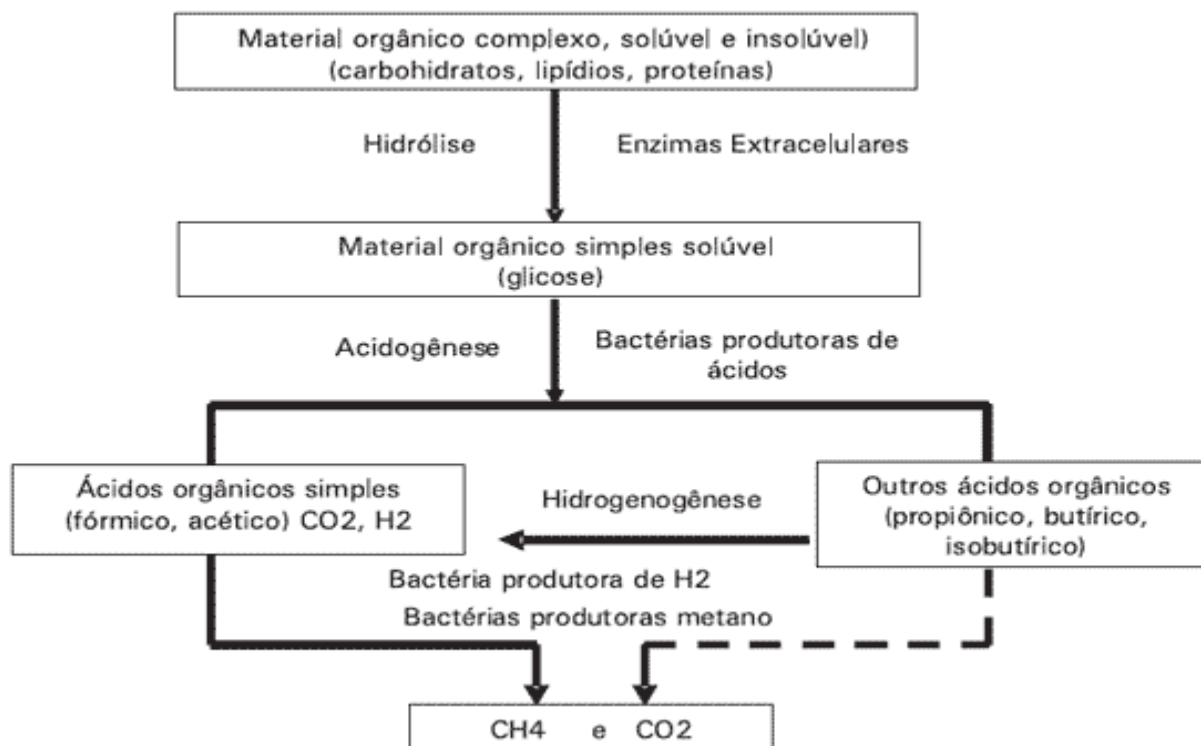 Material orgânico complexo, solúvel e insolúvel)
(carbohidratos, lipídios, proteínas)
Hidrólise
Enzimas Extracelulares
Material orgânico simples solúvel
(glicose)
Acidogênese
Bactérias produtoras de
ácidos
Ácidos orgânicos simples
(fórmico, acético) CO2, H2
Hidrogenogênese
Outros ácidos orgânicos
(propiônico, butírico,
isobutírico)
Bactéria produtora de H2
Bactérias produtoras metano
CH4 e CO2